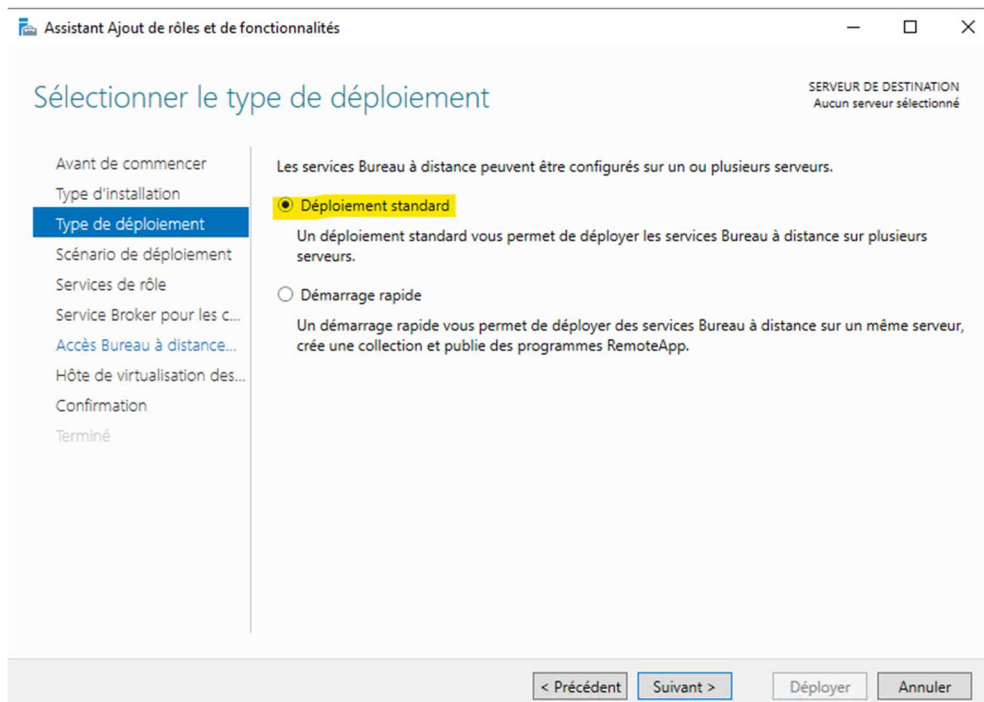 Assistant Ajout de rôles et de fonctionnalités
Sélectionner le type de déploiement
SERVEUR DE DESTINATION
Aucun serveur sélectionné
Avant de commencer
Type d'installation
Type de déploiement
Scénario de déploiement
Services de rôle
Service Broker pour les c...
Accès Bureau à distance...
Hôte de virtualisation des...
Confirmation
Terminé
Les services Bureau à distance peuvent être configurés sur un ou plusieurs serveurs.
Déploiement standard
Un déploiement standard vous permet de déployer les services Bureau à distance sur plusieurs
serveurs.
Démarrage rapide
Un démarrage rapide vous permet de déployer des services Bureau à distance sur un même serveur,
crée une collection et publie des programmes RemoteApp.
< Précédent
Suivant >
Déployer
Annuler